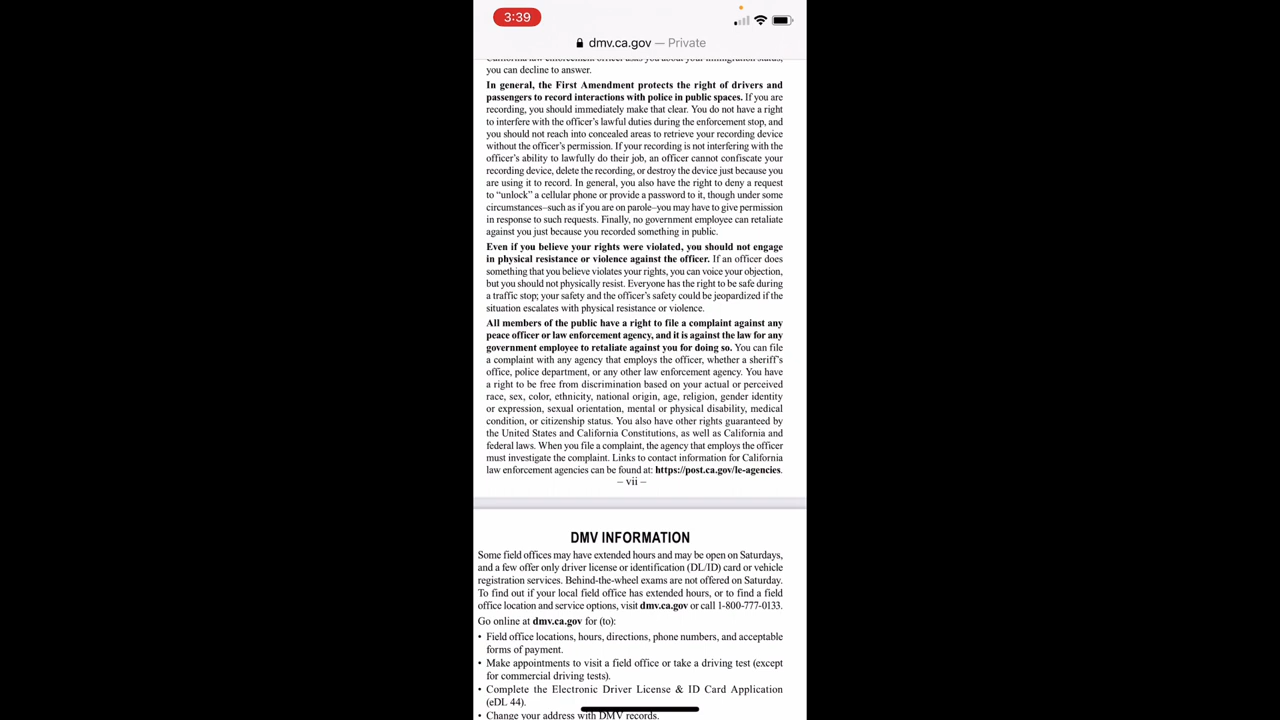 3:39
dmv.ca.gov — Private
California law enforcement officer asks you about your immigration status,
you can decline to answer.
In general, the First Amendment protects the right of drivers and
passengers to record interactions with police in public spaces. If you are
recording, you should immediately make that clear. You do not have a right
to interfere with the officer's lawful duties during the enforcement stop, and
you should not reach into concealed areas to retrieve your recording device
without the officer's permission. If your recording is not interfering with the
officer's ability to lawfully do their job, an officer cannot confiscate your
recording device, delete the recording, or destroy the device just because you
are using it to record. In general, you also have the right to deny a request
to “unlock” a cellular phone or provide a password to it, though under some
circumstances–such as if you are on parole–you may have to give permission
in response to such requests. Finally, no government employee can retaliate
against you just because you recorded something in public.
Even if you believe your rights were violated, you should not engage
in physical resistance or violence against the officer. If an officer does
something that you believe violates your rights, you can voice your objection,
but you should not physically resist. Everyone has the right to be safe during
a traffic stop; your safety and the officer's safety could be jeopardized if the
situation escalates with physical resistance or violence.
All members of the public have a right to file a complaint against any
peace officer or law enforcement agency, and it is against the law for any
government employee to retaliate against you for doing so. You can file
a complaint with any agency that employs the officer, whether a sheriff's
office, police department, or any other law enforcement agency. You have
a right to be free from discrimination based on your actual or perceived
race, sex, color, ethnicity, national origin, age, religion, gender identity
or expression, sexual orientation, mental or physical disability, medical
condition, or citizenship status. You also have other rights guaranteed by
the United States and California Constitutions, as well as California and
federal laws. When you file a complaint, the agency that employs the officer
must investigate the complaint. Links to contact information for California
law enforcement agencies can be found at: https://post.ca.gov/le-agencies.
– vii –
DMV INFORMATION
Some field offices may have extended hours and may be open on Saturdays,
and a few offer only driver license or identification (DL/ID) card or vehicle
registration services. Behind-the-wheel exams are not offered on Saturday.
To find out if your local field office has extended hours, or to find a field
office location and service options, visit dmv.ca.gov or call 1-800-777-0133.
Go online at dmv.ca.gov for (to):
• Field office locations, hours, directions, phone numbers, and acceptable
forms of payment.
• Make appointments to visit a field office or take a driving test (except
for commercial driving tests).
• Complete the Electronic Driver License & ID Card Application
(eDL 44).
• Change your address with DMV records.